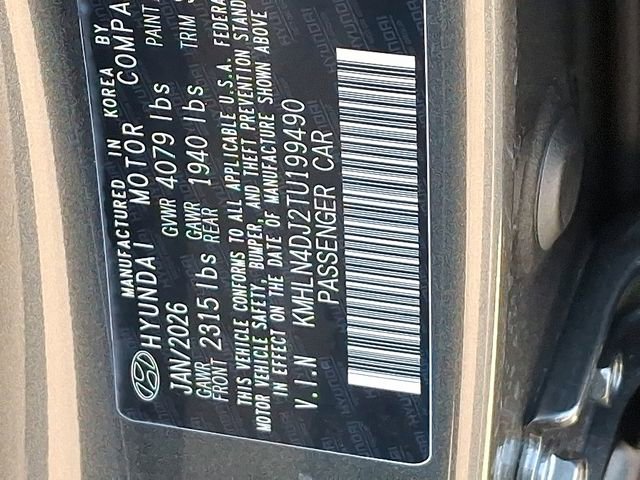 MANUFACTURED IN KOREA BY
HYUNDAI MOTOR COMPA
JAN/2026 GVWR 4079 lbs PAINT
GAWR FRONT 2315 lbs GAWR REAR 1940 lbs TRIM
THIS VEHICLE CONFORMS TO ALL APPLICABLE U.S.A. FEDERA
MOTOR VEHICLE SAFETY, BUMPER, AND THEFT PREVENTION STAND
IN EFFECT ON THE DATE OF MANUFACTURE SHOWN ABOVE
V.I.N KMHLN4DJ2TU199490
PASSENGER CAR